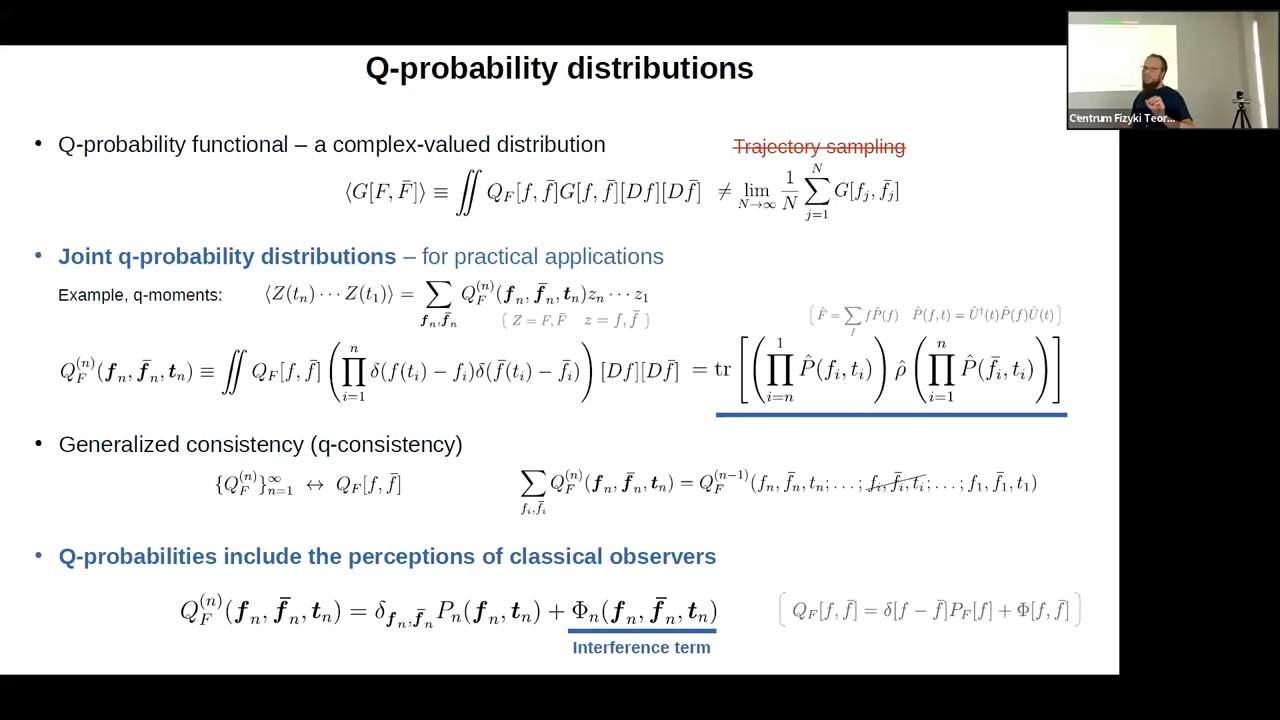 Q-probability distributions
Centrum Fizyki Teor...
• Q-probability functional – a complex-valued distribution
Trajectory sampling
⟨G[F, F̄]⟩ ≡ ∬ Q_F[f, f̄]G[f, f̄][Df][Df̄] ≠ lim_{N→∞} 1/N ∑_{j=1}^{N} G[f_j, f̄_j]
• Joint q-probability distributions – for practical applications
Example, q-moments: ⟨Z(t_n) ⋯ Z(t_1)⟩ = ∑_{f_n, f̄_n} Q_F^{(n)}(f_n, f̄_n, t_n) z_n ⋯ z_1
[ Z = F, F̄ z = f, f̄ ]
[ F̂ = ∑_f f P̂(f) P̂(f, t) = Û†(t)P̂(f)Û(t) ]
Q_F^{(n)}(f_n, f̄_n, t_n) ≡ ∬ Q_F[f, f̄] (∏_{i=1}^{n} δ(f(t_i) − f_i)δ(f̄(t_i) − f̄_i)) [Df][Df̄] = tr [(∏_{i=n}^{1} P̂(f_i, t_i)) ρ̂ (∏_{i=1}^{n} P̂(f̄_i, t_i))]
• Generalized consistency (q-consistency)
{Q_F^{(n)}}_{n=1}^{∞} ↔ Q_F[f, f̄] ∑_{f_i, f̄_i} Q_F^{(n)}(f_n, f̄_n, t_n) = Q_F^{(n−1)}(f_n, f̄_n, t_n; . . . ; f_i, f̄_i, t_i; . . . ; f_1, f̄_1, t_1)
• Q-probabilities include the perceptions of classical observers
Q_F^{(n)}(f_n, f̄_n, t_n) = δ_{f_n, f̄_n} P_n(f_n, t_n) + Φ_n(f_n, f̄_n, t_n) [ Q_F[f, f̄] = δ[f − f̄]P_F[f] + Φ[f, f̄] ]
Interference term